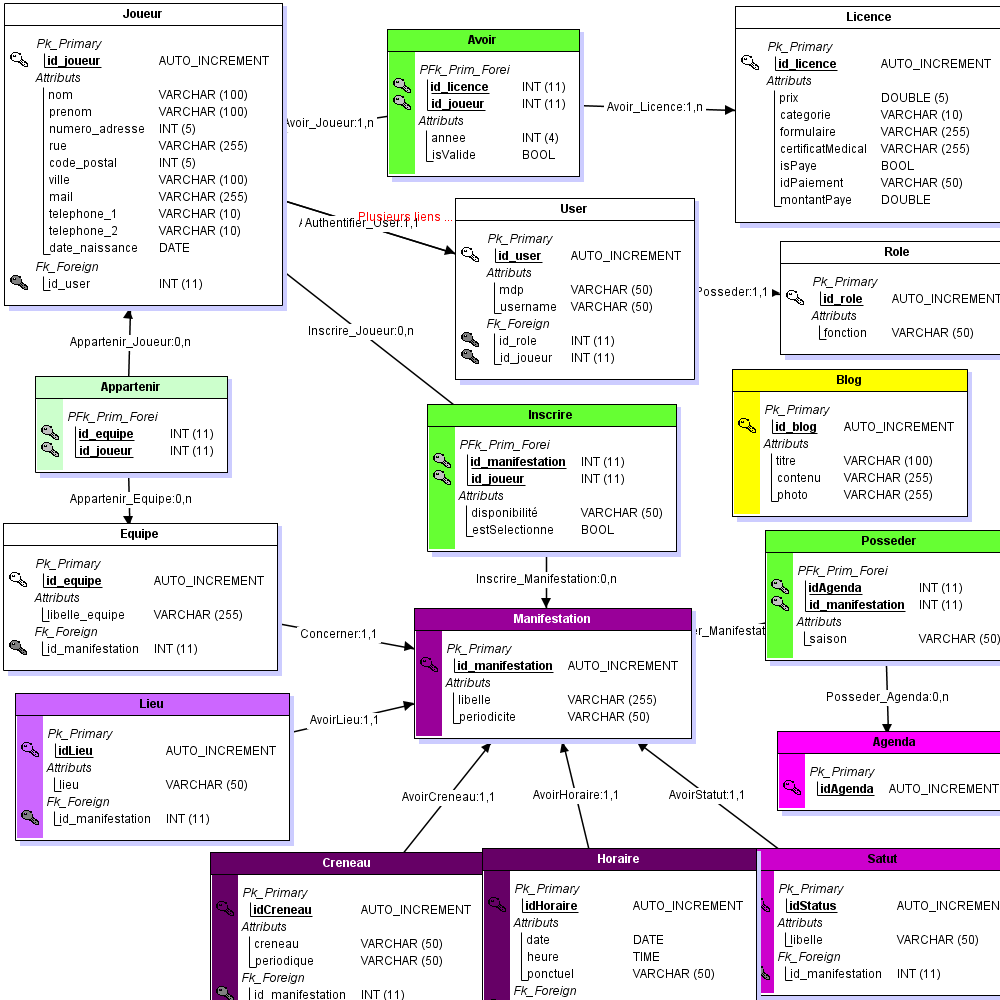 Joueur
Pk_Primary
id_joueur AUTO_INCREMENT
Attributs
nom VARCHAR (100)
prenom VARCHAR (100)
numero_adresse INT (5)
rue VARCHAR (255)
code_postal INT (5)
ville VARCHAR (100)
mail VARCHAR (255)
telephone_1 VARCHAR (10)
telephone_2 VARCHAR (10)
date_naissance DATE
Fk_Foreign
id_user INT (11)
Avoir_Joueur:1,n
Avoir
PFk_Prim_Forei
id_licence INT (11)
id_joueur INT (11)
Attributs
annee INT (4)
isValide BOOL
Avoir_Licence:1,n
Licence
Pk_Primary
id_licence AUTO_INCREMENT
Attributs
prix DOUBLE (5)
categorie VARCHAR (10)
formulaire VARCHAR (255)
certificatMedical VARCHAR (255)
isPaye BOOL
idPaiement VARCHAR (50)
montantPaye DOUBLE
Plusieurs liens ...
Authentifier_User:1,1
User
Pk_Primary
id_user AUTO_INCREMENT
Attributs
mdp VARCHAR (50)
username VARCHAR (50)
Fk_Foreign
id_role INT (11)
id_joueur INT (11)
Posseder:1,1
Role
Pk_Primary
id_role AUTO_INCREMENT
Attributs
fonction VARCHAR (50)
Inscrire_Joueur:0,n
Appartenir_Joueur:0,n
Appartenir
PFk_Prim_Forei
id_equipe INT (11)
id_joueur INT (11)
Appartenir_Equipe:0,n
Inscrire
PFk_Prim_Forei
id_manifestation INT (11)
id_joueur INT (11)
Attributs
disponibilité VARCHAR (50)
estSelectionne BOOL
Inscrire_Manifestation:0,n
Blog
Pk_Primary
id_blog AUTO_INCREMENT
Attributs
titre VARCHAR (100)
contenu VARCHAR (255)
photo VARCHAR (255)
Equipe
Pk_Primary
id_equipe AUTO_INCREMENT
Attributs
libelle_equipe VARCHAR (255)
Fk_Foreign
id_manifestation INT (11)
Concerner:1,1
Manifestation
Pk_Primary
id_manifestation AUTO_INCREMENT
Attributs
libelle VARCHAR (255)
periodicite VARCHAR (50)
er_Manifestat
Posseder
PFk_Prim_Forei
idAgenda INT (11)
id_manifestation INT (11)
Attributs
saison VARCHAR (50)
Posseder_Agenda:0,n
Agenda
Pk_Primary
idAgenda AUTO_INCREMENT
Lieu
Pk_Primary
idLieu AUTO_INCREMENT
Attributs
lieu VARCHAR (50)
Fk_Foreign
id_manifestation INT (11)
AvoirLieu:1,1
AvoirCreneau:1,1
AvoirHoraire:1,1
AvoirStatut:1,1
Creneau
Pk_Primary
idCreneau AUTO_INCREMENT
Attributs
creneau VARCHAR (50)
periodique VARCHAR (50)
Fk_Foreign
id_manifestation INT (11)
Horaire
Pk_Primary
idHoraire AUTO_INCREMENT
Attributs
date DATE
heure TIME
ponctuel VARCHAR (50)
Fk_Foreign
Satut
Pk_Primary
idStatus AUTO_INCREMEN
Attributs
libelle VARCHAR (50)
Fk_Foreign
id_manifestation INT (11)